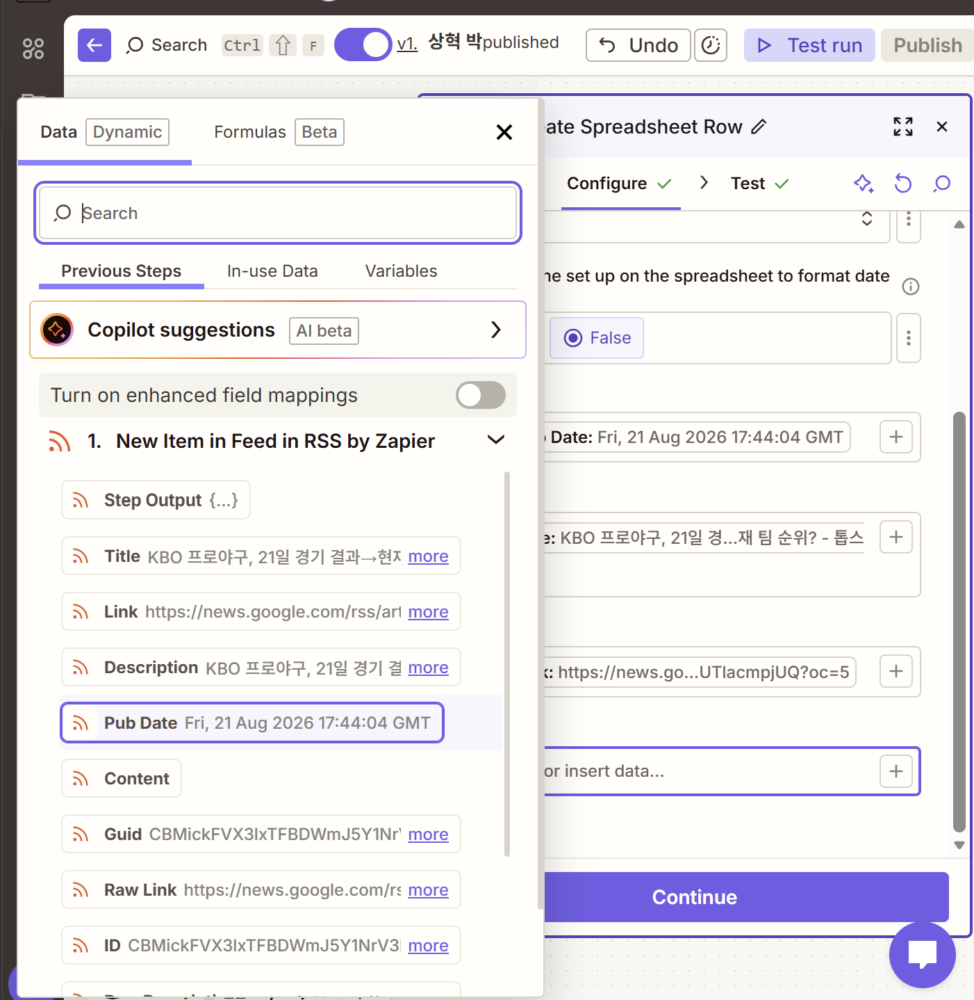 Search Ctrl F v1. 상혁 박published Undo Test run Publish
Data Dynamic Formulas Beta
Search
Previous Steps In-use Data Variables
Copilot suggestions AI beta
Turn on enhanced field mappings
1. New Item in Feed in RSS by Zapier
Step Output {...}
Title KBO 프로야구, 21일 경기 결과→현재 more
Link https://news.google.com/rss/art more
Description KBO 프로야구, 21일 경기 결 more
Pub Date Fri, 21 Aug 2026 17:44:04 GMT
Content
Guid CBMickFVX3IxTFBDWmJ5Y1Nr more
Raw Link https://news.google.com/rs more
ID CBMickFVX3IxTFBDWmJ5Y1NrV3 more
ate Spreadsheet Row
Configure Test
ne set up on the spreadsheet to format date
False
Date: Fri, 21 Aug 2026 17:44:04 GMT
e: KBO 프로야구, 21일 경...재 팀 순위? - 톱스
k: https://news.go...UTlacmpjUQ?oc=5
or insert data...
Continue